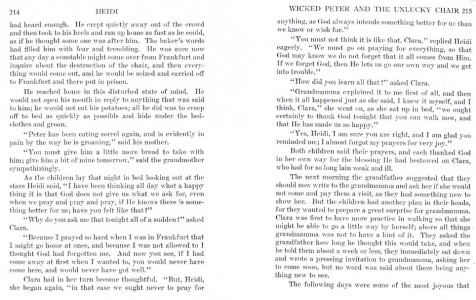 214 HEIDI
had heard enough. He crept quietly away out of the crowd
and then took to his heels and ran up home as fast as he could,
as if he thought some one was after him. The baker's words
had filled him with fear and trembling. He was sure now
that any day a constable might come over from Frankfurt and
inquire about the destruction of the chair, and then every-
thing would come out, and he would be seized and carried off
to Frankfurt and there put in prison.
He reached home in this disturbed state of mind. He
would not open his mouth in reply to anything that was said
to him; he would not eat his potatoes; all he did was to creep
off to bed as quickly as possible and hide under the bed-
clothes and groan.
"Peter has been eating sorrel again, and is evidently in
pain by the way he is groaning," said his mother.
"You must give him a little more bread to take with
him; give him a bit of mine tomorrow," said the grandmother
sympathisingly.
As the children lay that night in bed looking out at the
stars Heidi said, "I have been thinking all day what a happy
thing it is that God does not give us what we ask for, even
when we pray and pray and pray, if He knows there is some-
thing better for us; have you felt like that?"
"Why do you ask me that tonight all of a sudden?" asked
Clara.
"Because I prayed so hard when I was in Frankfurt that
I might go home at once, and because I was not allowed to I
thought God had forgotten me. And now you see, if I had
come away at first when I wanted to, you would never have
come here, and would never have got well."
Clara had in her turn become thoughtful. "But, Heidi,"
she began again, "in that case we ought never to pray for
WICKED PETER AND THE UNLUCKY CHAIR 215
anything, as God always intends something better for us than
we know or wish for."
"You must not think it is like that, Clara," replied Heidi
eagerly. "We must go on praying for everything, so that
God may know we do not forget that it all comes from Him.
If we forget God, then He lets us go our own way and we get
into trouble."
"How did you learn all that?" asked Clara.
"Grandmamma explained it to me first of all, and then
when it all happened just as she said, I knew it myself, and I
think, Clara," she went on, as she sat up in bed, "we ought
certainly to thank God tonight that you can walk now, and
that He has made us so happy."
"Yes, Heidi, I am sure you are right, and I am glad you
reminded me; I almost forgot my prayers for very joy."
Both children said their prayers, and each thanked God
in her own way for the blessing He had bestowed on Clara,
who had for so long lain weak and ill.
The next morning the grandfather suggested that they
should now write to the grandmamma and ask her if she would
not come and pay them a visit, as they had something new to
show her. But the children had another plan in their heads,
for they wanted to prepare a great surprise for grandmamma.
Clara was first to have more practice in walking so that she
might be able to go a little way by herself; above all things
grandmamma was not to have a hint of it. They asked the
grandfather how long he thought this would take, and when
he told them about a week or less, they immediately sat down
and wrote a pressing invitation to grandmamma, asking her
to come soon, but no word was said about there being any-
thing new to see.
The following days were some of the most joyous that